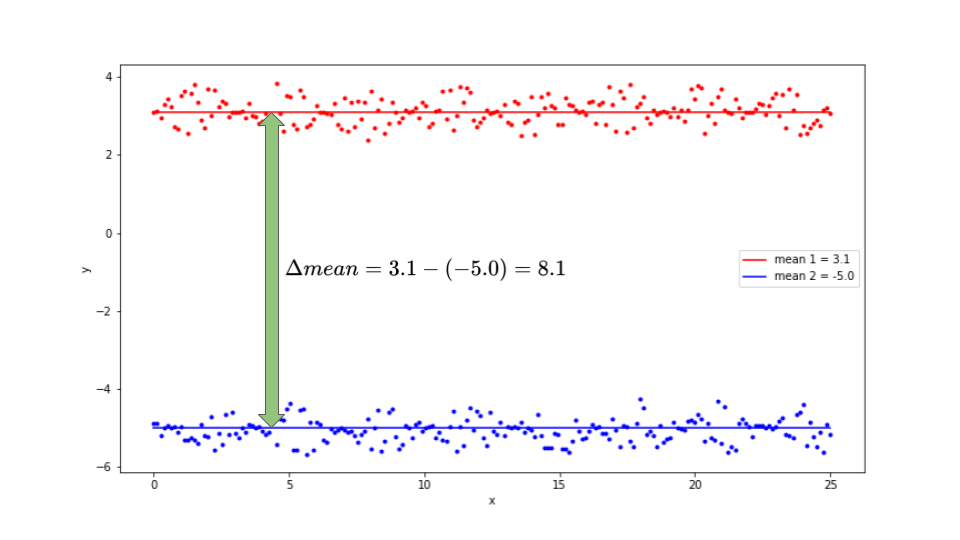 4
2
0
−2
−4
−6
y
Δmean = 3.1 − (−5.0) = 8.1
mean 1 = 3.1
mean 2 = -5.0
0 5 10 15 20 25
x